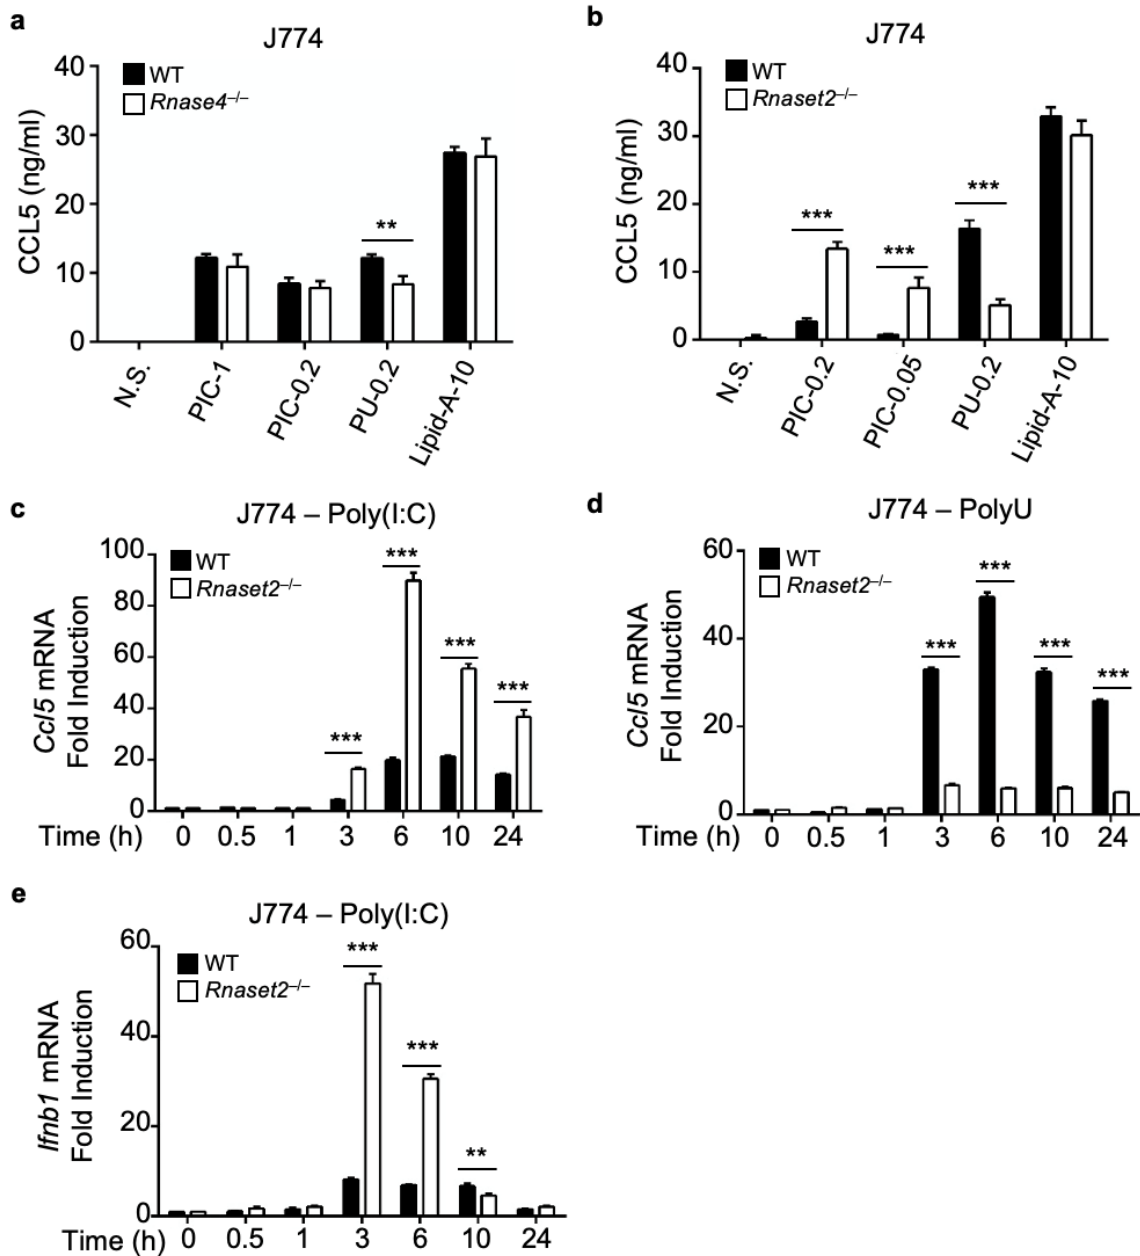 a
J774
WT
Rnase4–/–
CCL5 (ng/ml)
40
30
20
10
0
**
N.S.
PIC-1
PIC-0.2
PU-0.2
Lipid-A-10
b
J774
WT
Rnaset2–/–
CCL5 (ng/ml)
40
30
20
10
0
***
***
***
N.S.
PIC-0.2
PIC-0.05
PU-0.2
Lipid-A-10
c
J774 – Poly(I:C)
WT
Rnaset2–/–
Ccl5 mRNA
Fold Induction
100
80
60
40
20
0
***
***
***
***
Time (h) 0 0.5 1 3 6 10 24
d
J774 – PolyU
WT
Rnaset2–/–
Ccl5 mRNA
Fold Induction
60
40
20
0
***
***
***
***
Time (h) 0 0.5 1 3 6 10 24
e
J774 – Poly(I:C)
WT
Rnaset2–/–
Ifnb1 mRNA
Fold Induction
60
40
20
0
***
***
**
Time (h) 0 0.5 1 3 6 10 24